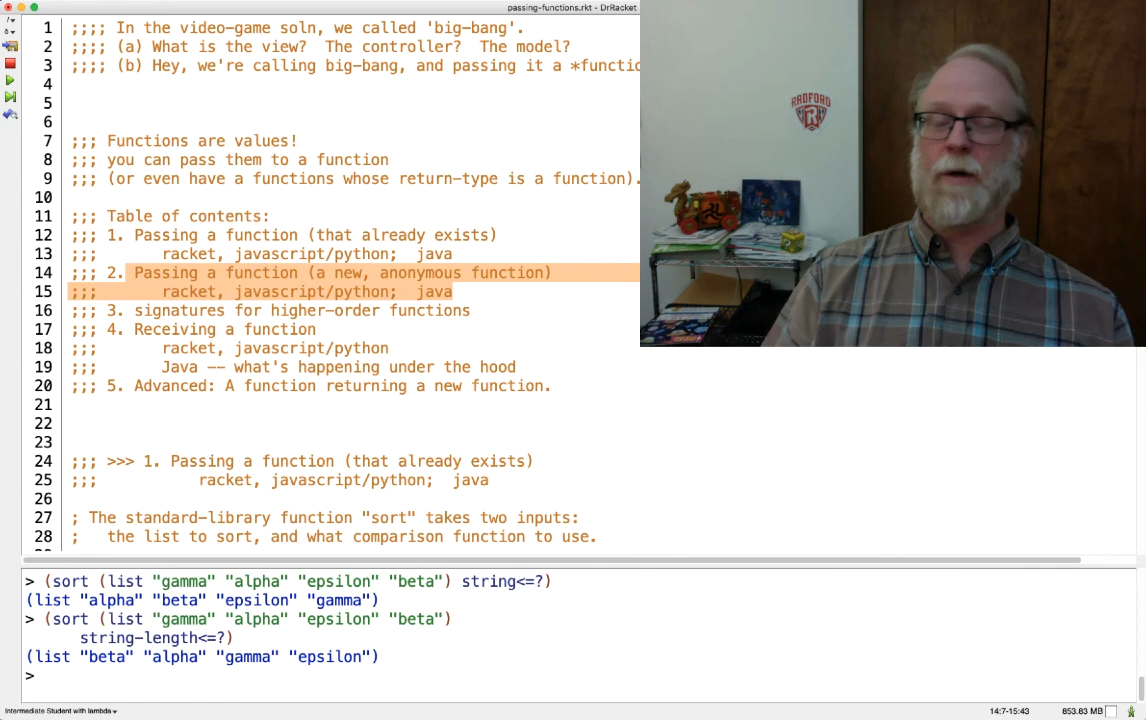 passing-functions.rkt - DrRacket
1 ;;;; In the video-game soln, we called 'big-bang'.
2 ;;;; (a) What is the view?  The controller?  The model?
3 ;;;; (b) Hey, we're calling big-bang, and passing it a *functio
4
5
6
7 ;;; Functions are values!
8 ;;; you can pass them to a function
9 ;;; (or even have a functions whose return-type is a function).
10
11 ;;; Table of contents:
12 ;;; 1. Passing a function (that already exists)
13 ;;;       racket, javascript/python;  java
14 ;;; 2. Passing a function (a new, anonymous function)
15 ;;;       racket, javascript/python;  java
16 ;;; 3. signatures for higher-order functions
17 ;;; 4. Receiving a function
18 ;;;       racket, javascript/python
19 ;;;       Java -- what's happening under the hood
20 ;;; 5. Advanced: A function returning a new function.
21
22
23
24 ;;; >>> 1. Passing a function (that already exists)
25 ;;;           racket, javascript/python;  java
26
27 ; The standard-library function "sort" takes two inputs:
28 ;   the list to sort, and what comparison function to use.
> (sort (list "gamma" "alpha" "epsilon" "beta") string<=?)
(list "alpha" "beta" "epsilon" "gamma")
> (sort (list "gamma" "alpha" "epsilon" "beta")
string-length<=?)
(list "beta" "alpha" "gamma" "epsilon")
>
Intermediate Student with lambda
14:7-15:43
853.83 MB
RADFORD